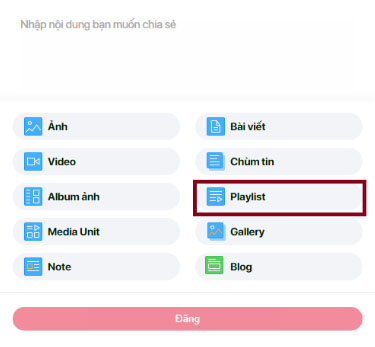 Nhập nội dung bạn muốn chia sẻ
Ảnh
Bài viết
Video
Chùm tin
Album ảnh
Playlist
Media Unit
Gallery
Note
Blog
Đăng